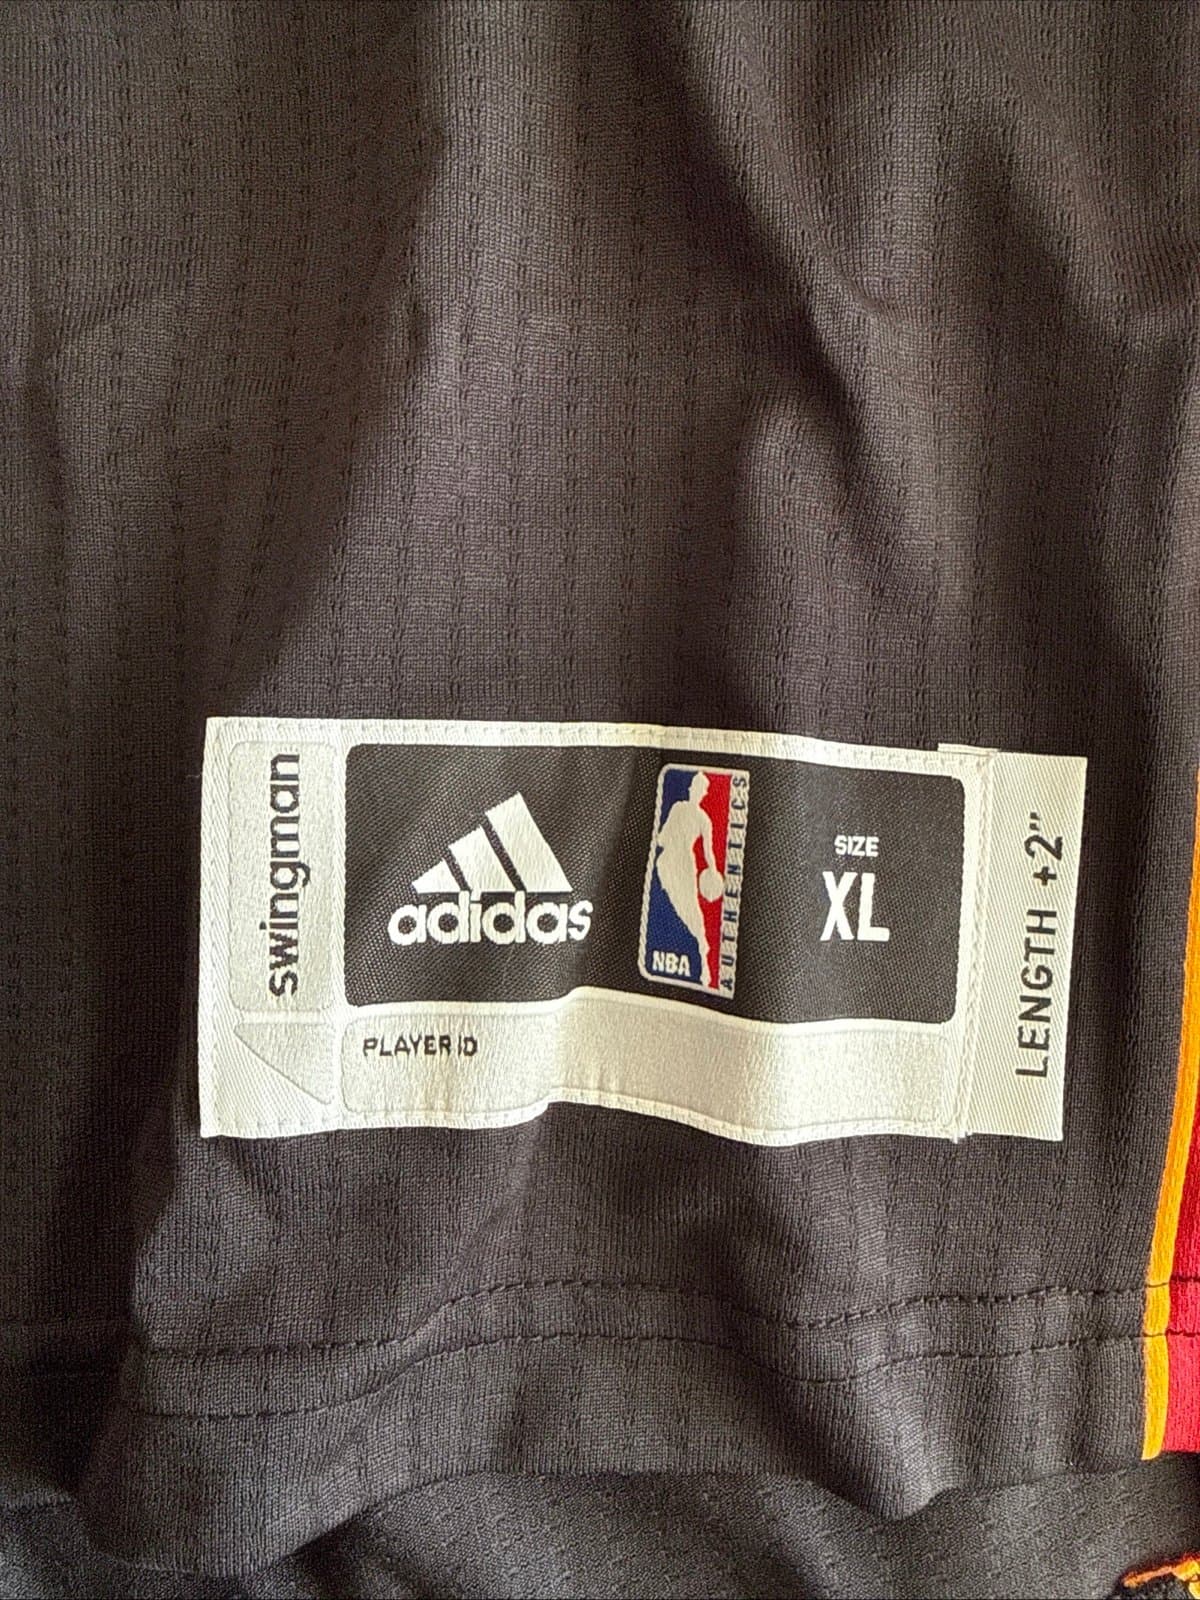 swingman
adidas
NBA
AUTHENTICS
SIZE
XL
LENGTH +2"
PLAYER ID